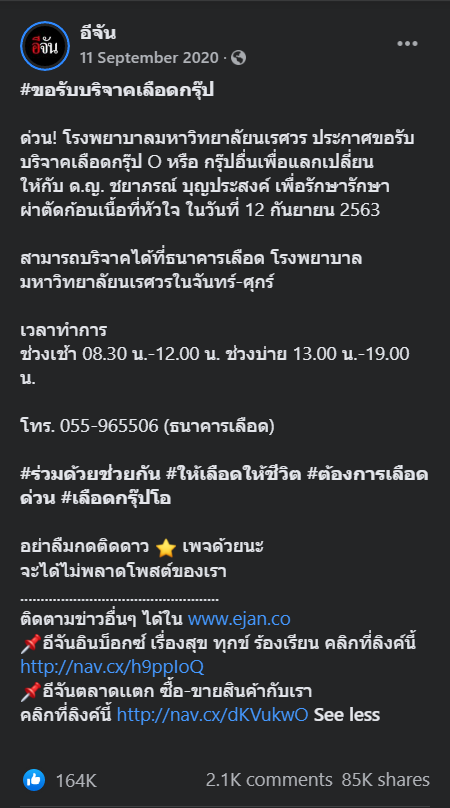 อีจัน
อีจัน
11 September 2020
#ขอรับบริจาคเลือดกรุ๊ป
ด่วน! โรงพยาบาลมหาวิทยาลัยนเรศวร ประกาศขอรับ
บริจาคเลือดกรุ๊ป O หรือ กรุ๊ปอื่นเพื่อแลกเปลี่ยน
ให้กับ ด.ญ. ชยาภรณ์ บุญประสงค์ เพื่อรักษารักษา
ผ่าตัดก้อนเนื้อที่หัวใจ ในวันที่ 12 กันยายน 2563
สามารถบริจาคได้ที่ธนาคารเลือด โรงพยาบาล
มหาวิทยาลัยนเรศวรในจันทร์-ศุกร์
เวลาทำการ
ช่วงเช้า 08.30 น.-12.00 น. ช่วงบ่าย 13.00 น.-19.00
น.
โทร. 055-965506 (ธนาคารเลือด)
#ร่วมด้วยช่วยกัน #ให้เลือดให้ชีวิต #ต้องการเลือด
ด่วน #เลือดกรุ๊ปโอ
อย่าลืมกดติดดาว ⭐ เพจด้วยนะ
จะได้ไม่พลาดโพสต์ของเรา
................................................
ติดตามข่าวอื่นๆ ได้ใน www.ejan.co
📌อีจันอินบ็อกซ์ เรื่องสุข ทุกข์ ร้องเรียน คลิกที่ลิงค์นี้
http://nav.cx/h9ppIoQ
📌อีจันตลาดแตก ซื้อ-ขายสินค้ากับเรา
คลิกที่ลิงค์นี้ http://nav.cx/dKVukwO See less
164K 2.1K comments 85K shares